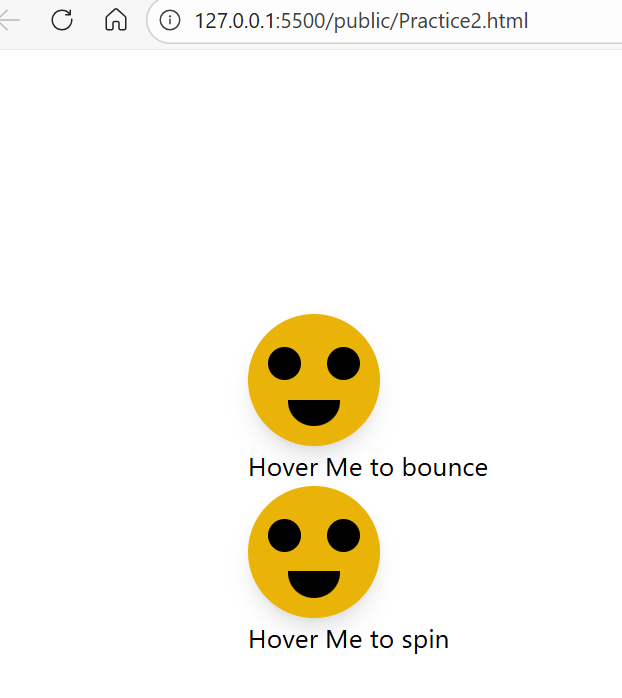 127.0.0.1:5500/public/Practice2.html
Hover Me to bounce
Hover Me to spin